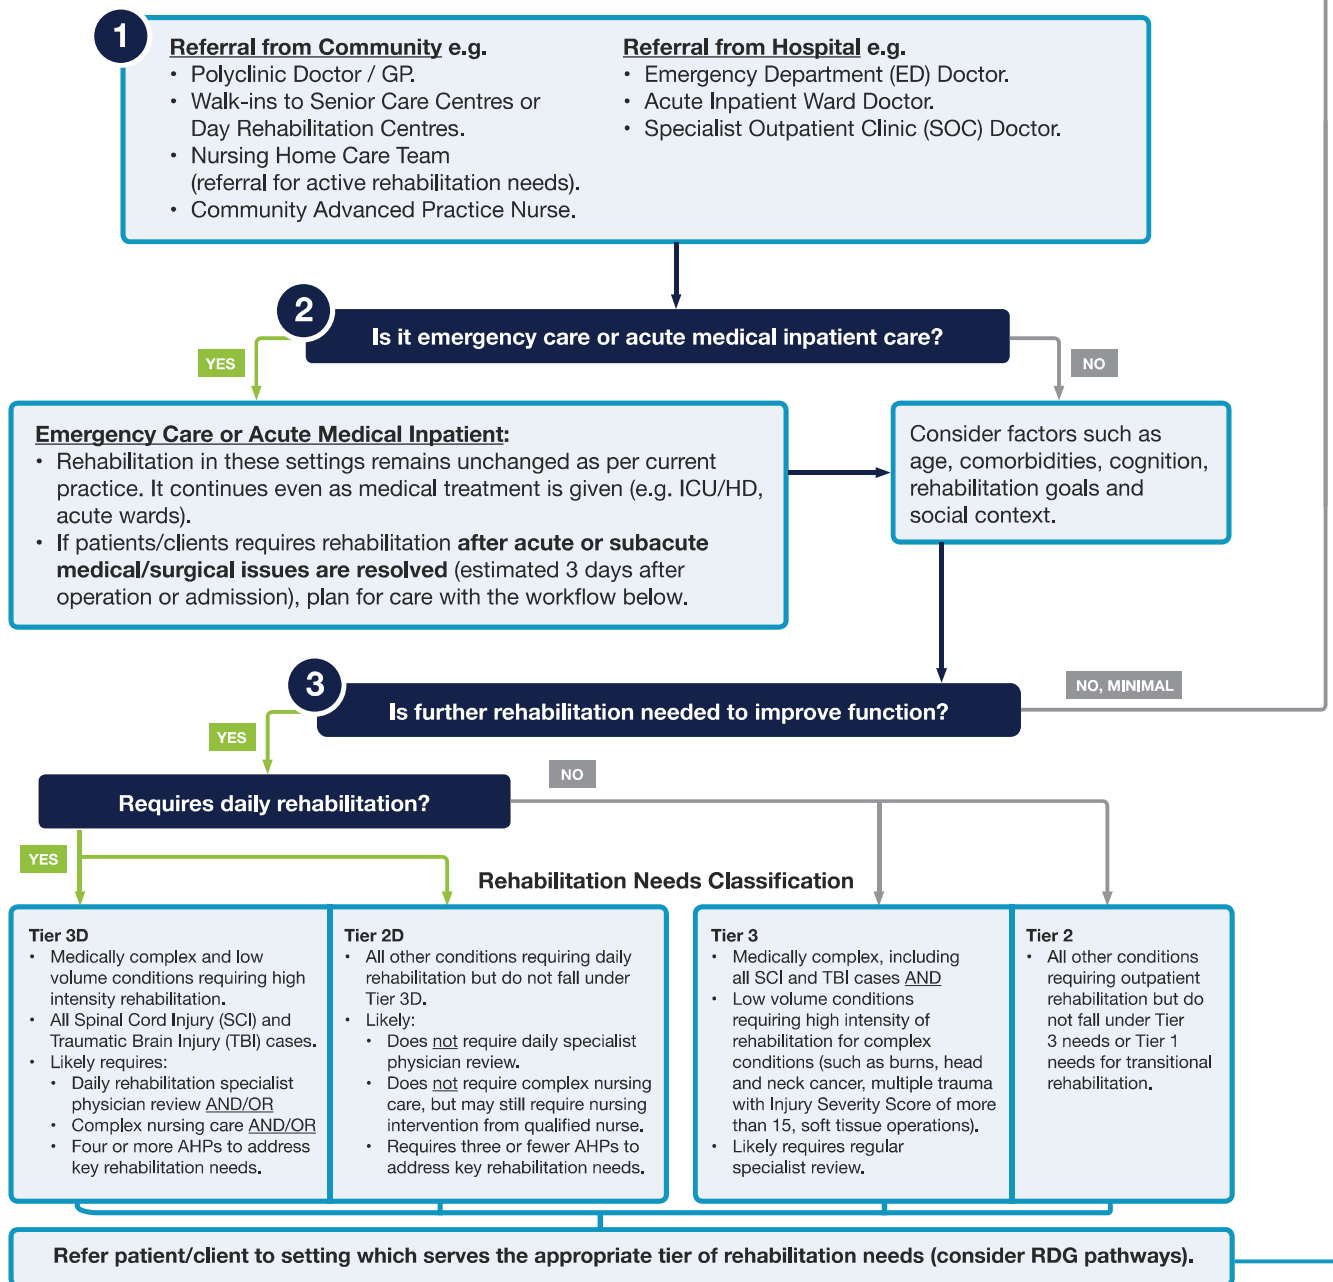 1
Referral from Community e.g.
• Polyclinic Doctor / GP.
• Walk-ins to Senior Care Centres or
Day Rehabilitation Centres.
• Nursing Home Care Team
(referral for active rehabilitation needs).
• Community Advanced Practice Nurse.
Referral from Hospital e.g.
• Emergency Department (ED) Doctor.
• Acute Inpatient Ward Doctor.
• Specialist Outpatient Clinic (SOC) Doctor.
2
Is it emergency care or acute medical inpatient care?
YES
NO
Emergency Care or Acute Medical Inpatient:
• Rehabilitation in these settings remains unchanged as per current
practice. It continues even as medical treatment is given (e.g. ICU/HD,
acute wards).
• If patients/clients requires rehabilitation after acute or subacute
medical/surgical issues are resolved (estimated 3 days after
operation or admission), plan for care with the workflow below.
Consider factors such as
age, comorbidities, cognition,
rehabilitation goals and
social context.
3
Is further rehabilitation needed to improve function?
NO, MINIMAL
YES
Requires daily rehabilitation?
NO
YES
Rehabilitation Needs Classification
Tier 3D
• Medically complex and low
volume conditions requiring high
intensity rehabilitation.
• All Spinal Cord Injury (SCI) and
Traumatic Brain Injury (TBI) cases.
• Likely requires:
• Daily rehabilitation specialist
physician review AND/OR
• Complex nursing care AND/OR
• Four or more AHPs to address
key rehabilitation needs.
Tier 2D
• All other conditions requiring daily
rehabilitation but do not fall under
Tier 3D.
• Likely:
• Does not require daily specialist
physician review.
• Does not require complex nursing
care, but may still require nursing
intervention from qualified nurse.
• Requires three or fewer AHPs to
address key rehabilitation needs.
Tier 3
• Medically complex, including
all SCI and TBI cases AND
• Low volume conditions
requiring high intensity of
rehabilitation for complex
conditions (such as burns, head
and neck cancer, multiple trauma
with Injury Severity Score of more
than 15, soft tissue operations).
• Likely requires regular
specialist review.
Tier 2
• All other conditions
requiring outpatient
rehabilitation but do
not fall under Tier
3 needs or Tier 1
needs for transitional
rehabilitation.
Refer patient/client to setting which serves the appropriate tier of rehabilitation needs (consider RDG pathways).